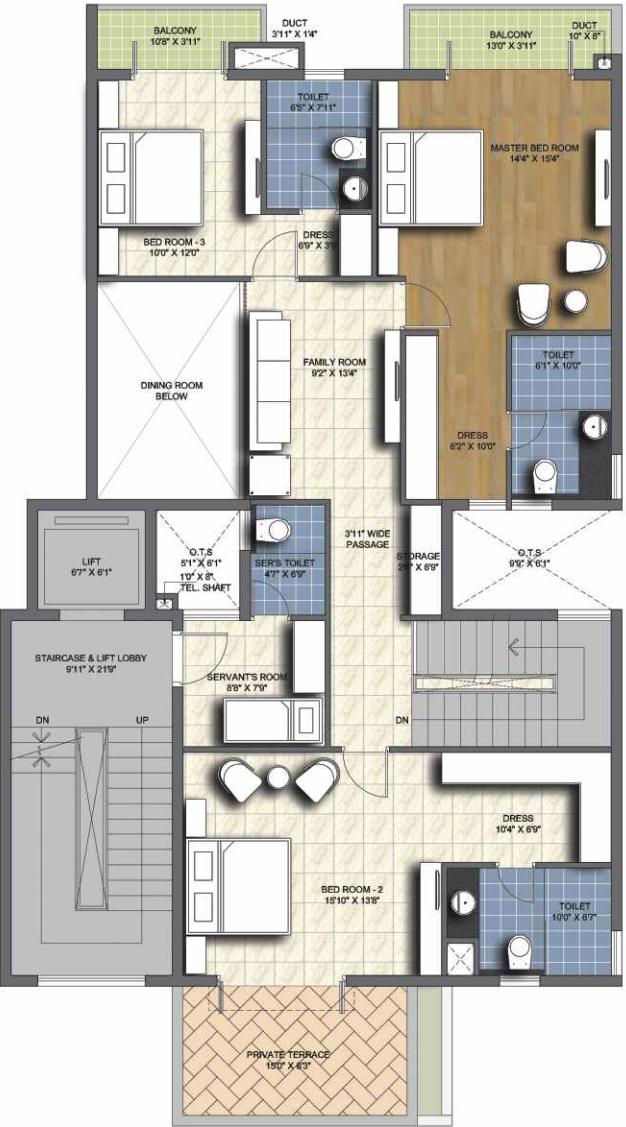 BALCONY
10'8" X 3'11"
DUCT
3'11" X 1'4"
BALCONY
13'0" X 3'11"
DUCT
10" X 8"
TOILET
6'5" X 7'11"
MASTER BED ROOM
14'4" X 15'4"
BED ROOM - 3
10'0" X 12'0"
DRESS
6'9" X 3'9"
DINING ROOM
BELOW
FAMILY ROOM
9'2" X 13'4"
TOILET
6'1" X 10'0"
DRESS
6'2" X 10'0"
LIFT
6'7" X 6'1"
O.T.S
5'1" X 6'1"
1'0" X 8"
TEL. SHAFT
SER'S TOILET
4'7" X 6'9"
3'11" WIDE
PASSAGE
STORAGE
X 6'9"
O.T.S
9'9" X 6'1"
STAIRCASE & LIFT LOBBY
9'11" X 21'9"
SERVANT'S ROOM
8'8" X 7'9"
DN
UP
DN
DRESS
10'4" X 6'9"
BED ROOM - 2
15'10" X 13'8"
TOILET
10'0" X 6'7"
PRIVATE TERRACE
15'0" X 6'3"